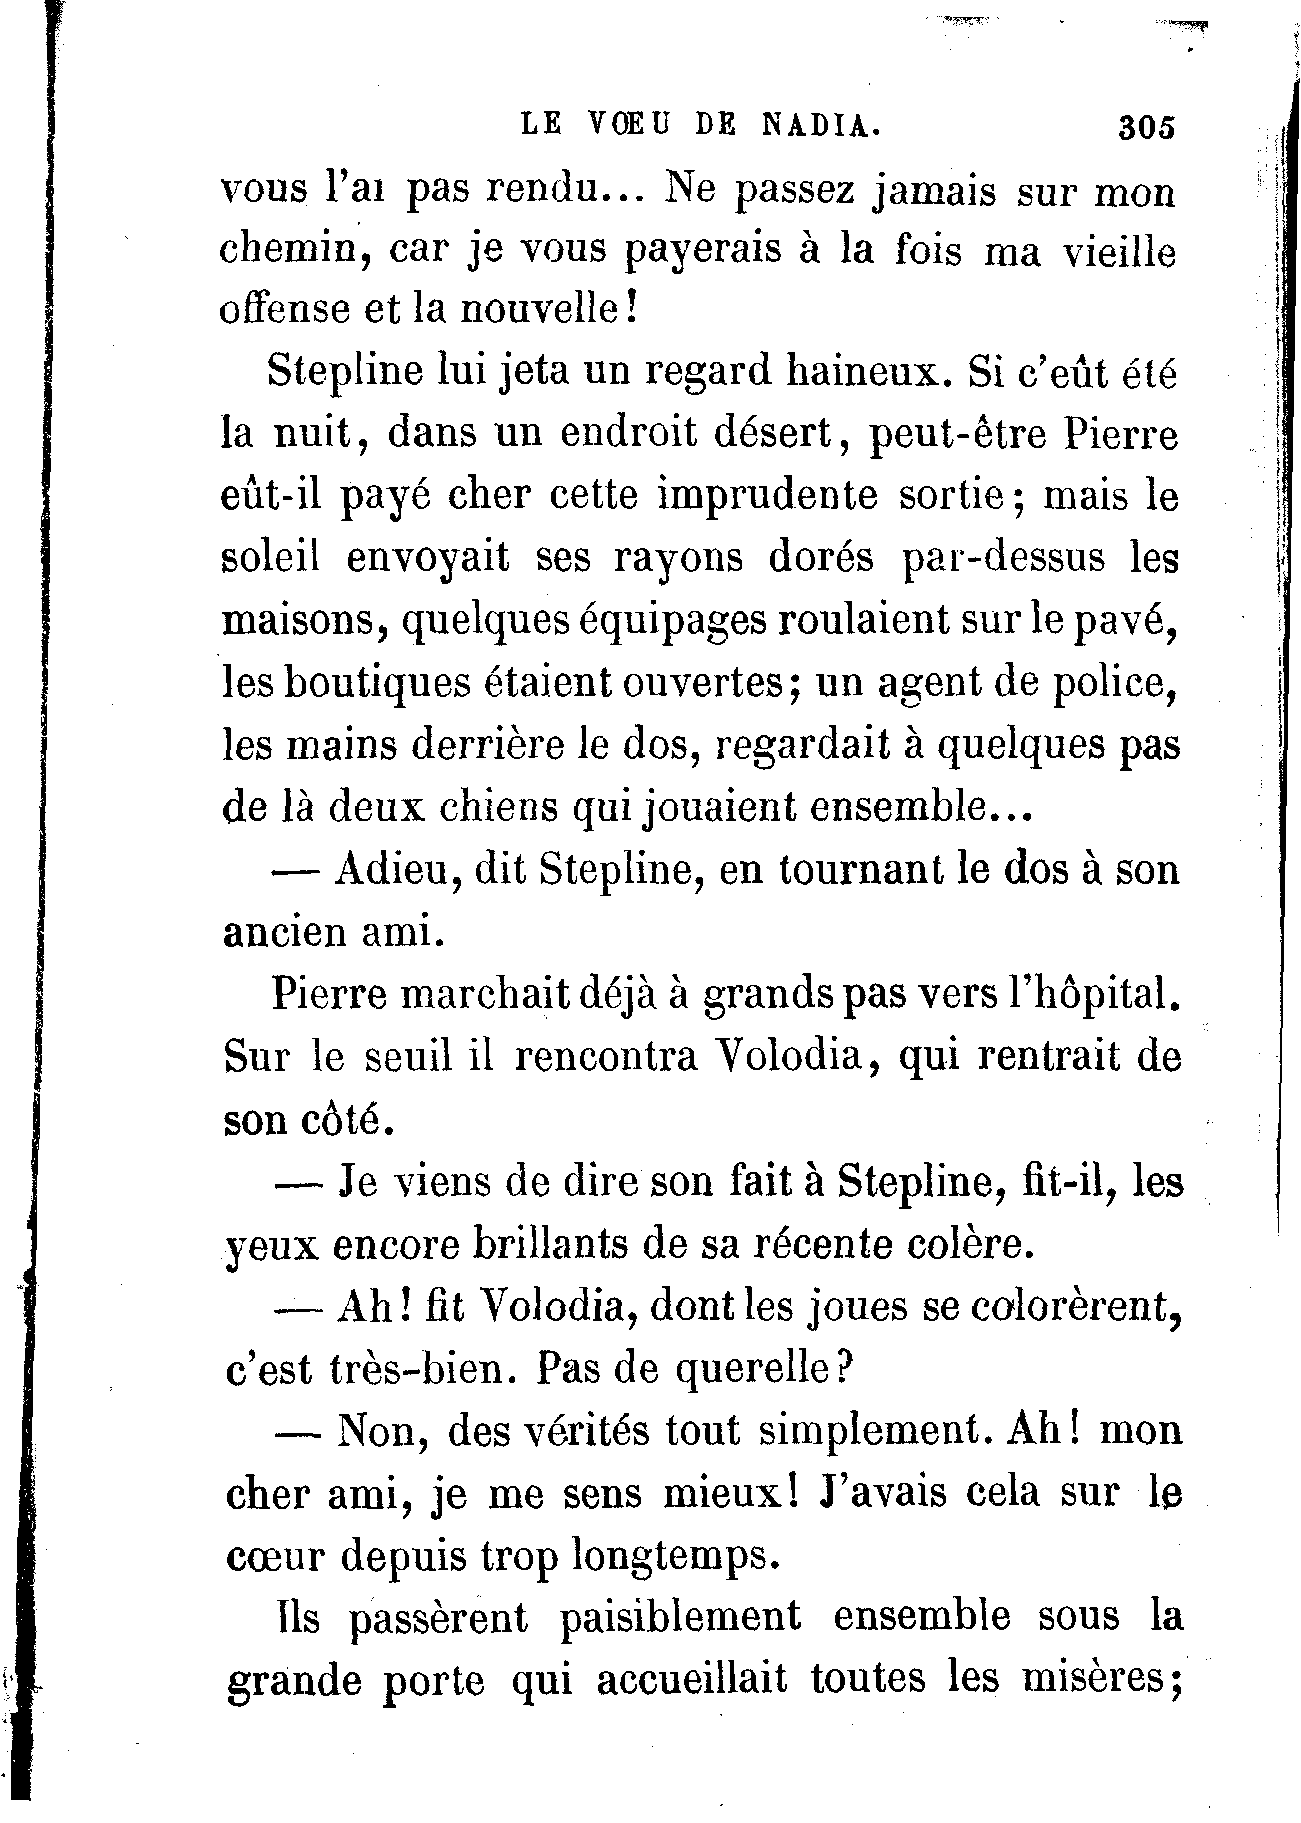 LE VŒU DE NADIA. 305
vous l'ai pas rendu... Ne passez jamais sur mon
chemin, car je vous payerais à la fois ma vieille
offense et la nouvelle!
Stepline lui jeta un regard haineux. Si c'eût été
la nuit, dans un endroit désert, peut-être Pierre
eût-il payé cher cette imprudente sortie; mais le
soleil envoyait ses rayons dorés par-dessus les
maisons, quelques équipages roulaient sur le pavé,
les boutiques étaient ouvertes; un agent de police,
les mains derrière le dos, regardait à quelques pas
de là deux chiens qui jouaient ensemble...
— Adieu, dit Stepline, en tournant le dos à son
ancien ami.
Pierre marchait déjà à grands pas vers l'hôpital.
Sur le seuil il rencontra Volodia, qui rentrait de
son côté.
— Je viens de dire son fait à Stepline, fit-il, les
yeux encore brillants de sa récente colère.
— Ah! fit Volodia, dont les joues se colorèrent,
c'est très-bien. Pas de querelle?
— Non, des vérités tout simplement. Ah! mon
cher ami, je me sens mieux! J'avais cela sur le
cœur depuis trop longtemps.
Ils passèrent paisiblement ensemble sous la
grande porte qui accueillait toutes les misères;